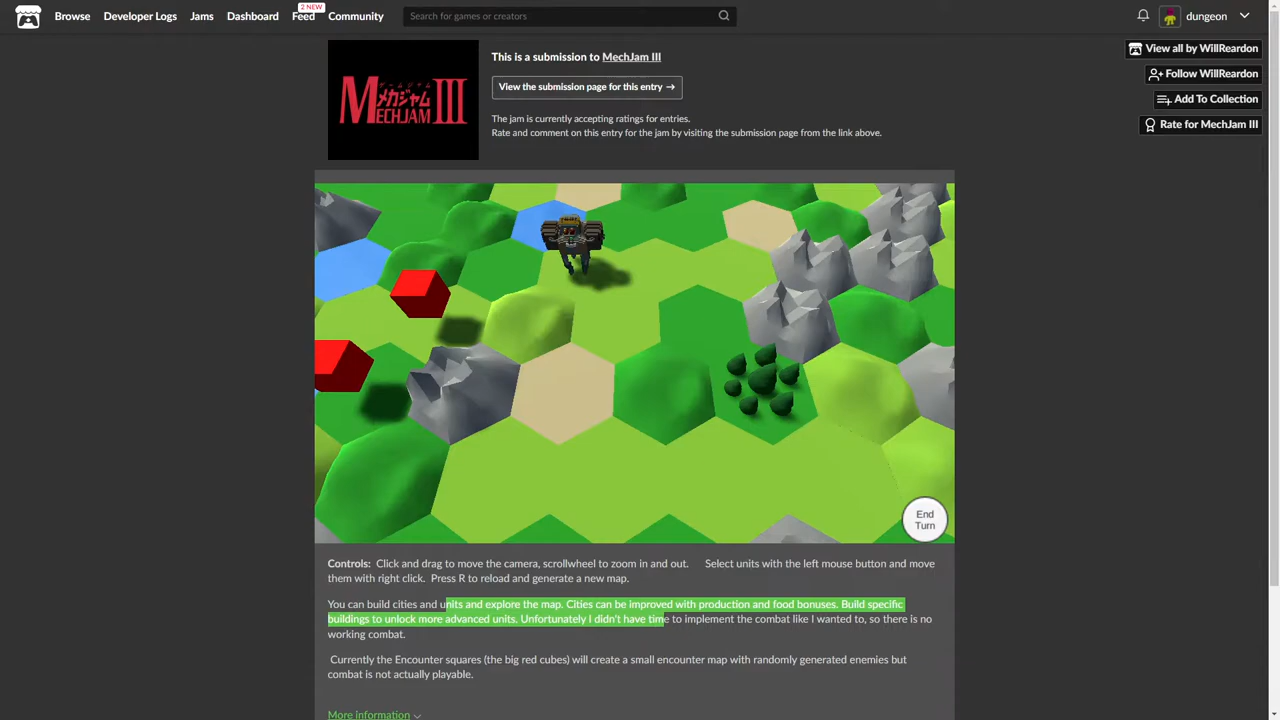 Browse Developer Logs Jams Dashboard Feed Community
2 NEW
Search for games or creators
dungeon
View all by WillReardon
Follow WillReardon
Add To Collection
Rate for MechJam III
MECHJAM III
メカジャム
This is a submission to MechJam III
View the submission page for this entry →
The jam is currently accepting ratings for entries.
Rate and comment on this entry for the jam by visiting the submission page from the link above.
End
Turn
Controls: Click and drag to move the camera, scrollwheel to zoom in and out. Select units with the left mouse button and move
them with right click. Press R to reload and generate a new map.
You can build cities and units and explore the map. Cities can be improved with production and food bonuses. Build specific
buildings to unlock more advanced units. Unfortunately I didn't have time to implement the combat like I wanted to, so there is no
working combat.
Currently the Encounter squares (the big red cubes) will create a small encounter map with randomly generated enemies but
combat is not actually playable.
More information